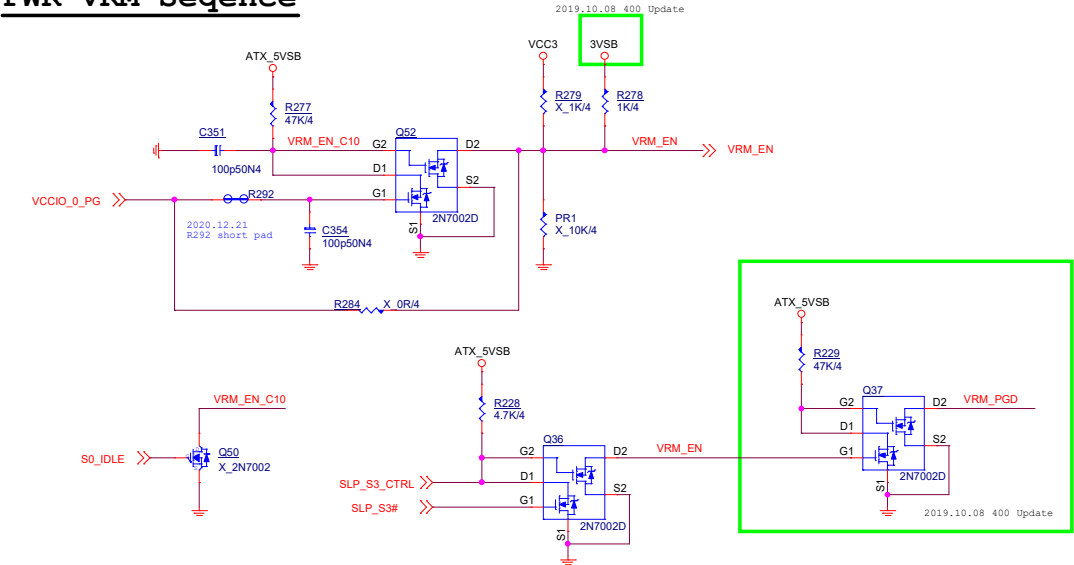 PWR VRM Seqence
2019.10.08 400 Update
VCC3
3VSB
ATX_5VSB
R279
X_1K/4
R278
1K/4
R277
47K/4
C351
100p50N4
VRM_EN_C10
Q52
G2
D2
D1
S2
G1
S1
2N7002D
VRM_EN
VRM_EN
VCCIO_0_PG
R292
2020.12.21
R292 short pad
C354
100p50N4
PR1
X_10K/4
R284
X_0R/4
ATX_5VSB
R229
47K/4
ATX_5VSB
R228
4.7K/4
Q37
G2
D2
VRM_PGD
D1
S2
G1
S1
2N7002D
2019.10.08 400 Update
VRM_EN_C10
S0_IDLE
Q50
X_2N7002
Q36
G2
D2
VRM_EN
SLP_S3_CTRL
D1
S2
SLP_S3#
G1
S1
2N7002D